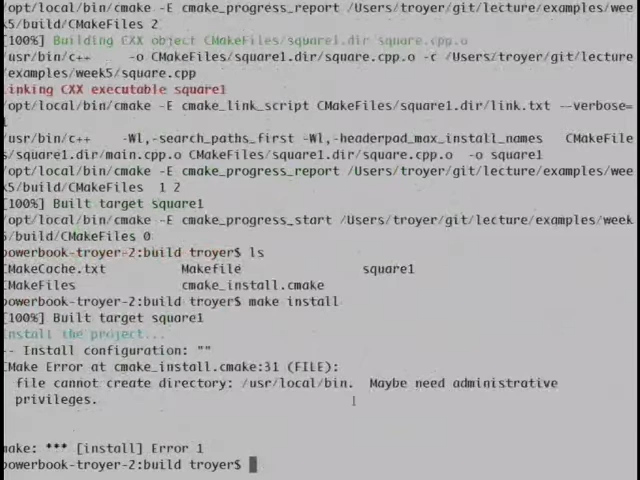 /opt/local/bin/cmake -E cmake_progress_report /Users/troyer/git/lecture/examples/wee
k5/build/CMakeFiles 2
[100%] Building CXX object CMakeFiles/square1.dir/square.cpp.o
/usr/bin/c++ -o CMakeFiles/square1.dir/square.cpp.o -c /Users/troyer/git/lecture
/examples/week5/square.cpp
inking CXX executable square1
/opt/local/bin/cmake -E cmake_link_script CMakeFiles/square1.dir/link.txt --verbose=
1
/usr/bin/c++ -Wl,-search_paths_first -Wl,-headerpad_max_install_names CMakeFile
s/square1.dir/main.cpp.o CMakeFiles/square1.dir/square.cpp.o -o square1
/opt/local/bin/cmake -E cmake_progress_report /Users/troyer/git/lecture/examples/wee
k5/build/CMakeFiles 1 2
[100%] Built target square1
/opt/local/bin/cmake -E cmake_progress_start /Users/troyer/git/lecture/examples/week
5/build/CMakeFiles 0
powerbook-troyer-2:build troyer$ ls
CMakeCache.txt Makefile square1
CMakeFiles cmake_install.cmake
powerbook-troyer-2:build troyer$ make install
[100%] Built target square1
Install the project...
-- Install configuration: ""
CMake Error at cmake_install.cmake:31 (FILE):
file cannot create directory: /usr/local/bin. Maybe need administrative
privileges.
make: *** [install] Error 1
powerbook-troyer-2:build troyer$